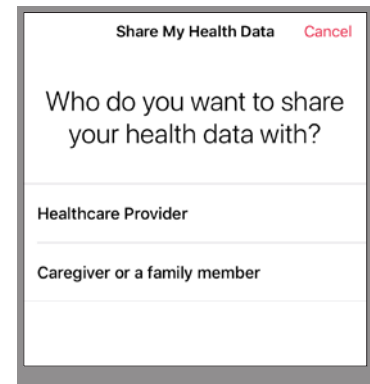 Share My Health Data Cancel
Who do you want to share
your health data with?
Healthcare Provider
Caregiver or a family member